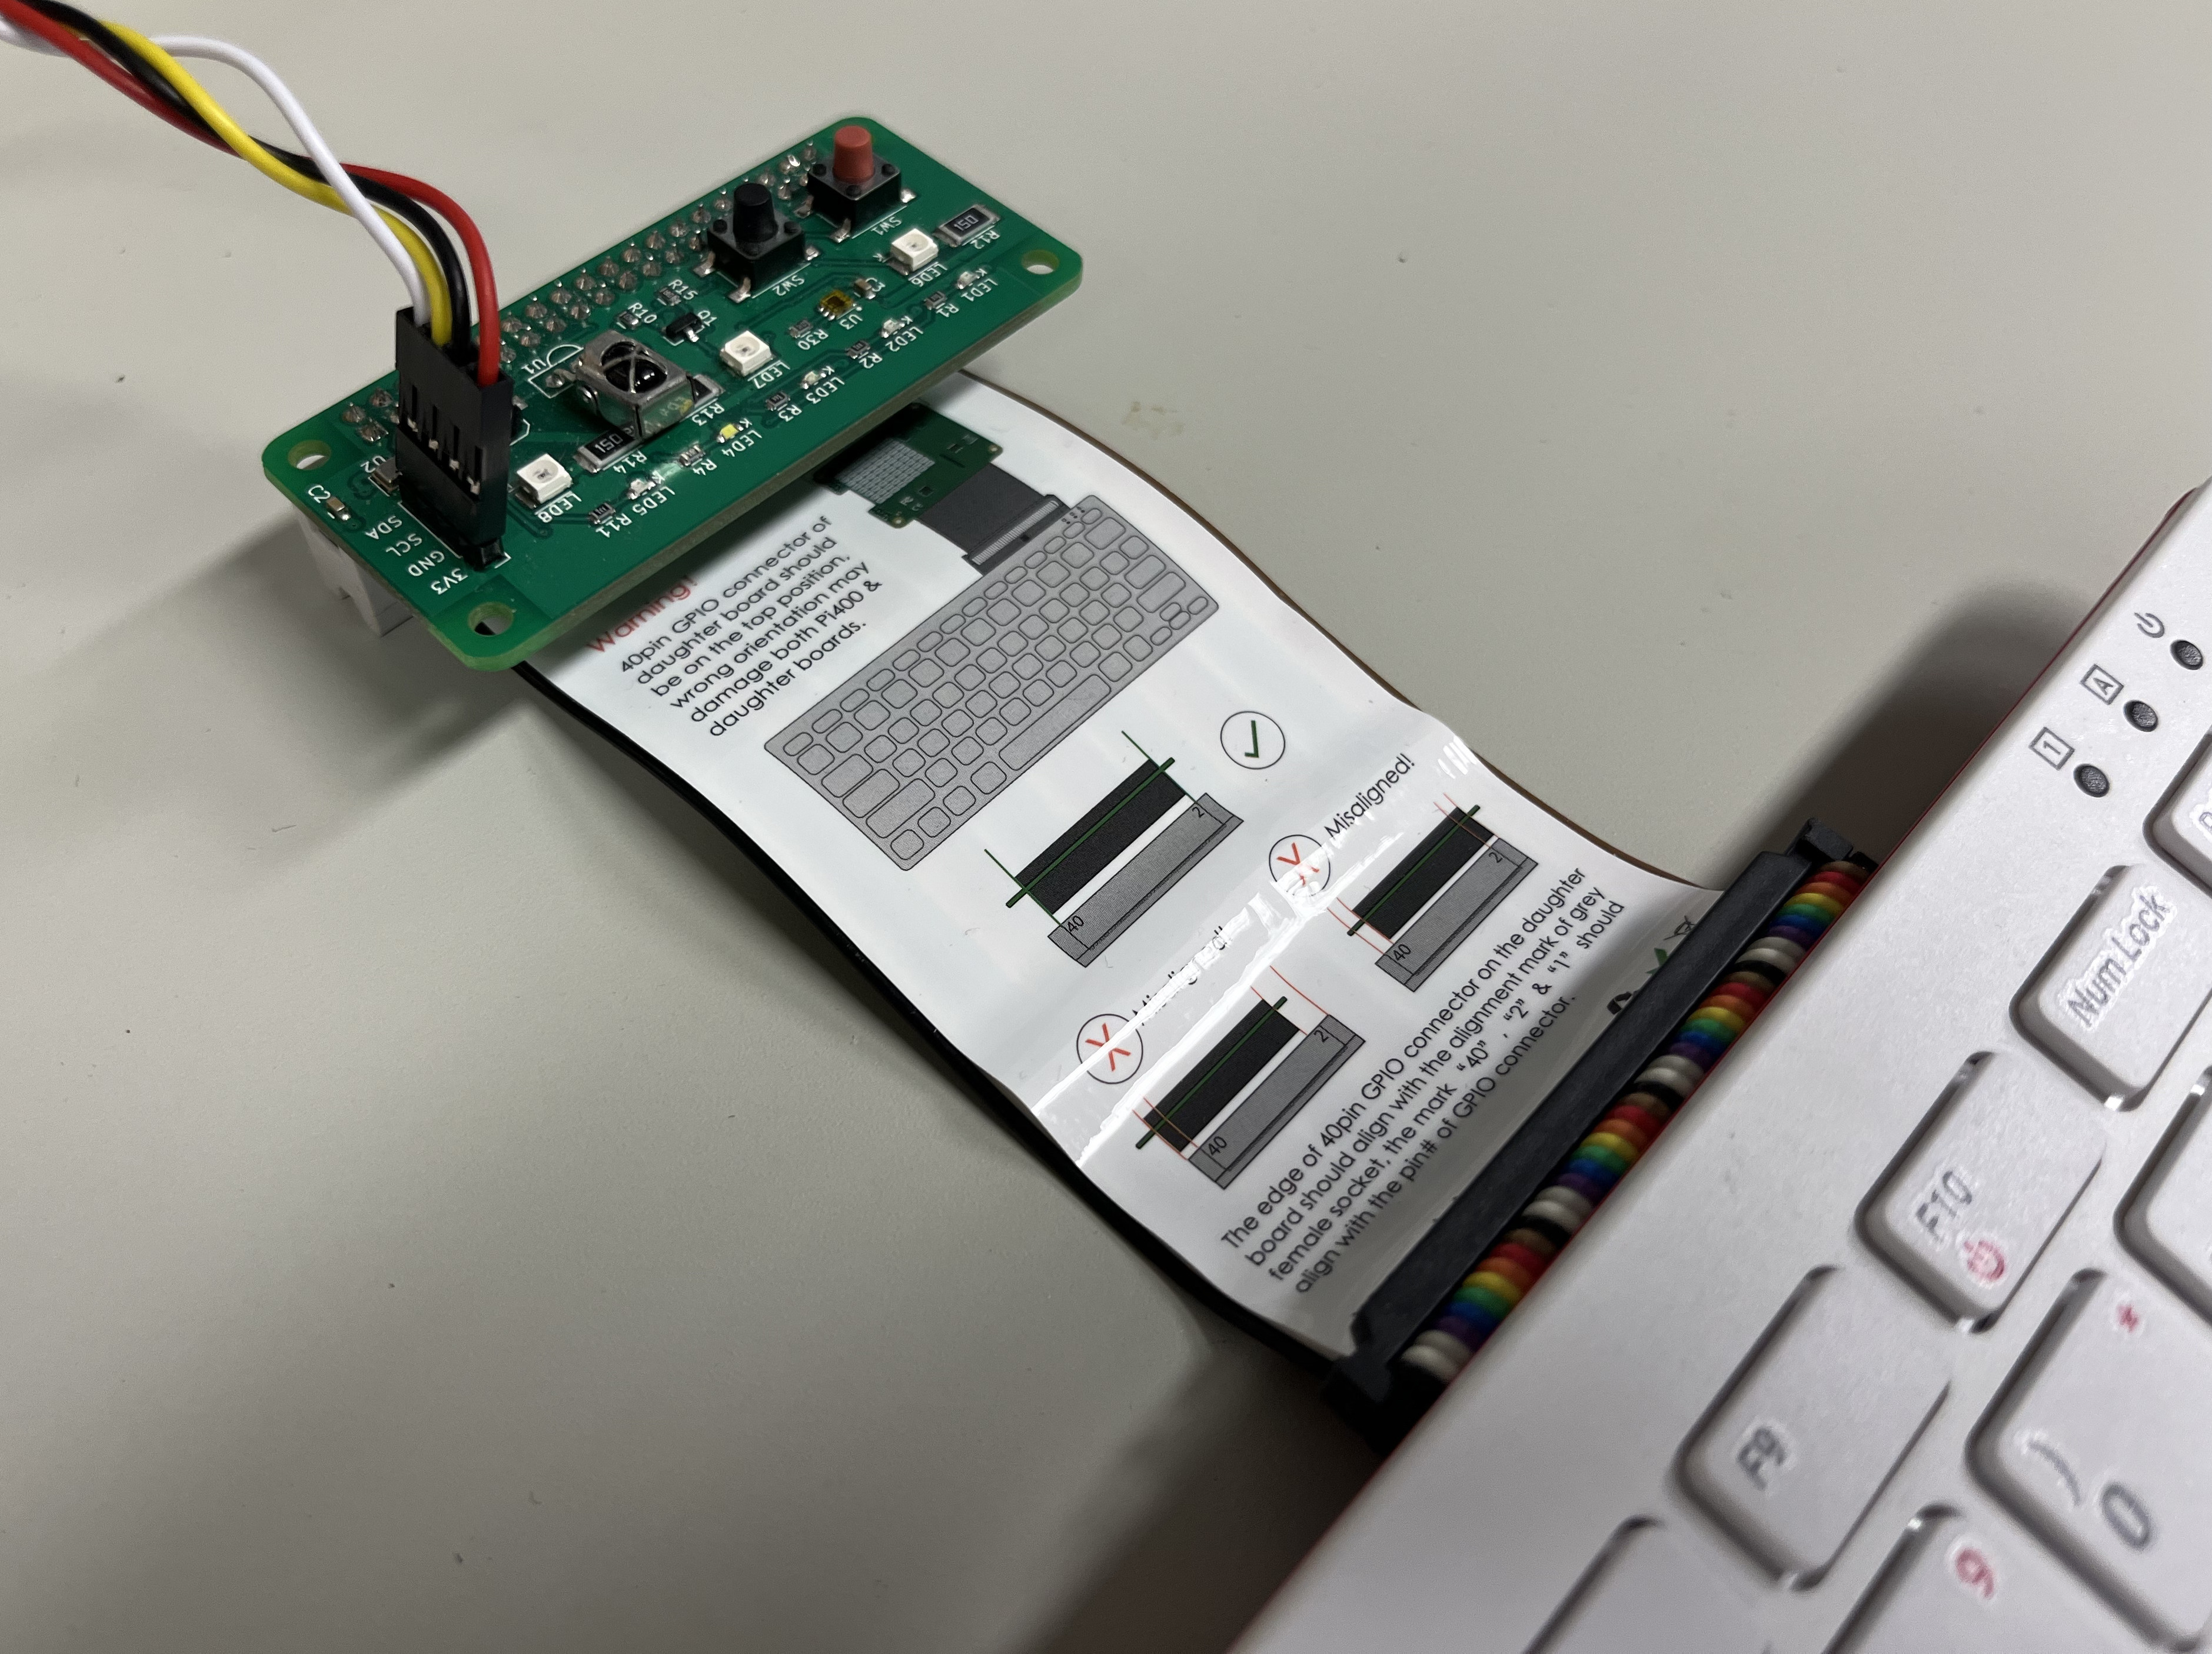 SW1
R12
150
SW2
LED6
LED1
R1
R15
R10
Q1
C2
U3
R30
LED2
R2
U1
LED7
LED3
R3
R13
LED4
R4
150
R14
LED8
LED5
R11
U2
SDA
SCL
GND
3V3
Warning!
40pin GPIO connector of
daughter board should
be on the top position,
wrong orientation may
damage both Pi400 &
daughter boards.
2
40
Misaligned!
2
40
2
40
The edge of 40pin GPIO connector on the daughter
board should align with the alignment mark of grey
female socket, the mark "40", "2" & "1" should
align with the pin# of GPIO connector.
A
1
Num Lock
F10
F9
*
)
0
9